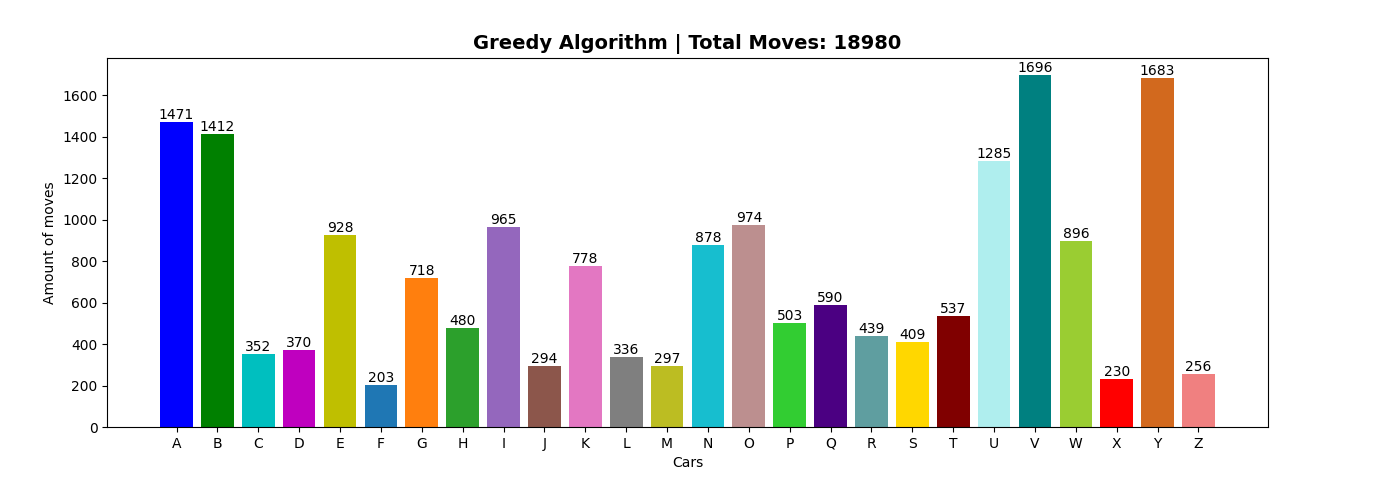 Greedy Algorithm | Total Moves: 18980
Amount of moves
1600
1400
1200
1000
800
600
400
200
0
1471 1412 352 370 928 203 718 480 965 294 778 336 297 878 974 503 590 439 409 537 1285 1696 896 230 1683 256
A B C D E F G H I J K L M N O P Q R S T U V W X Y Z
Cars